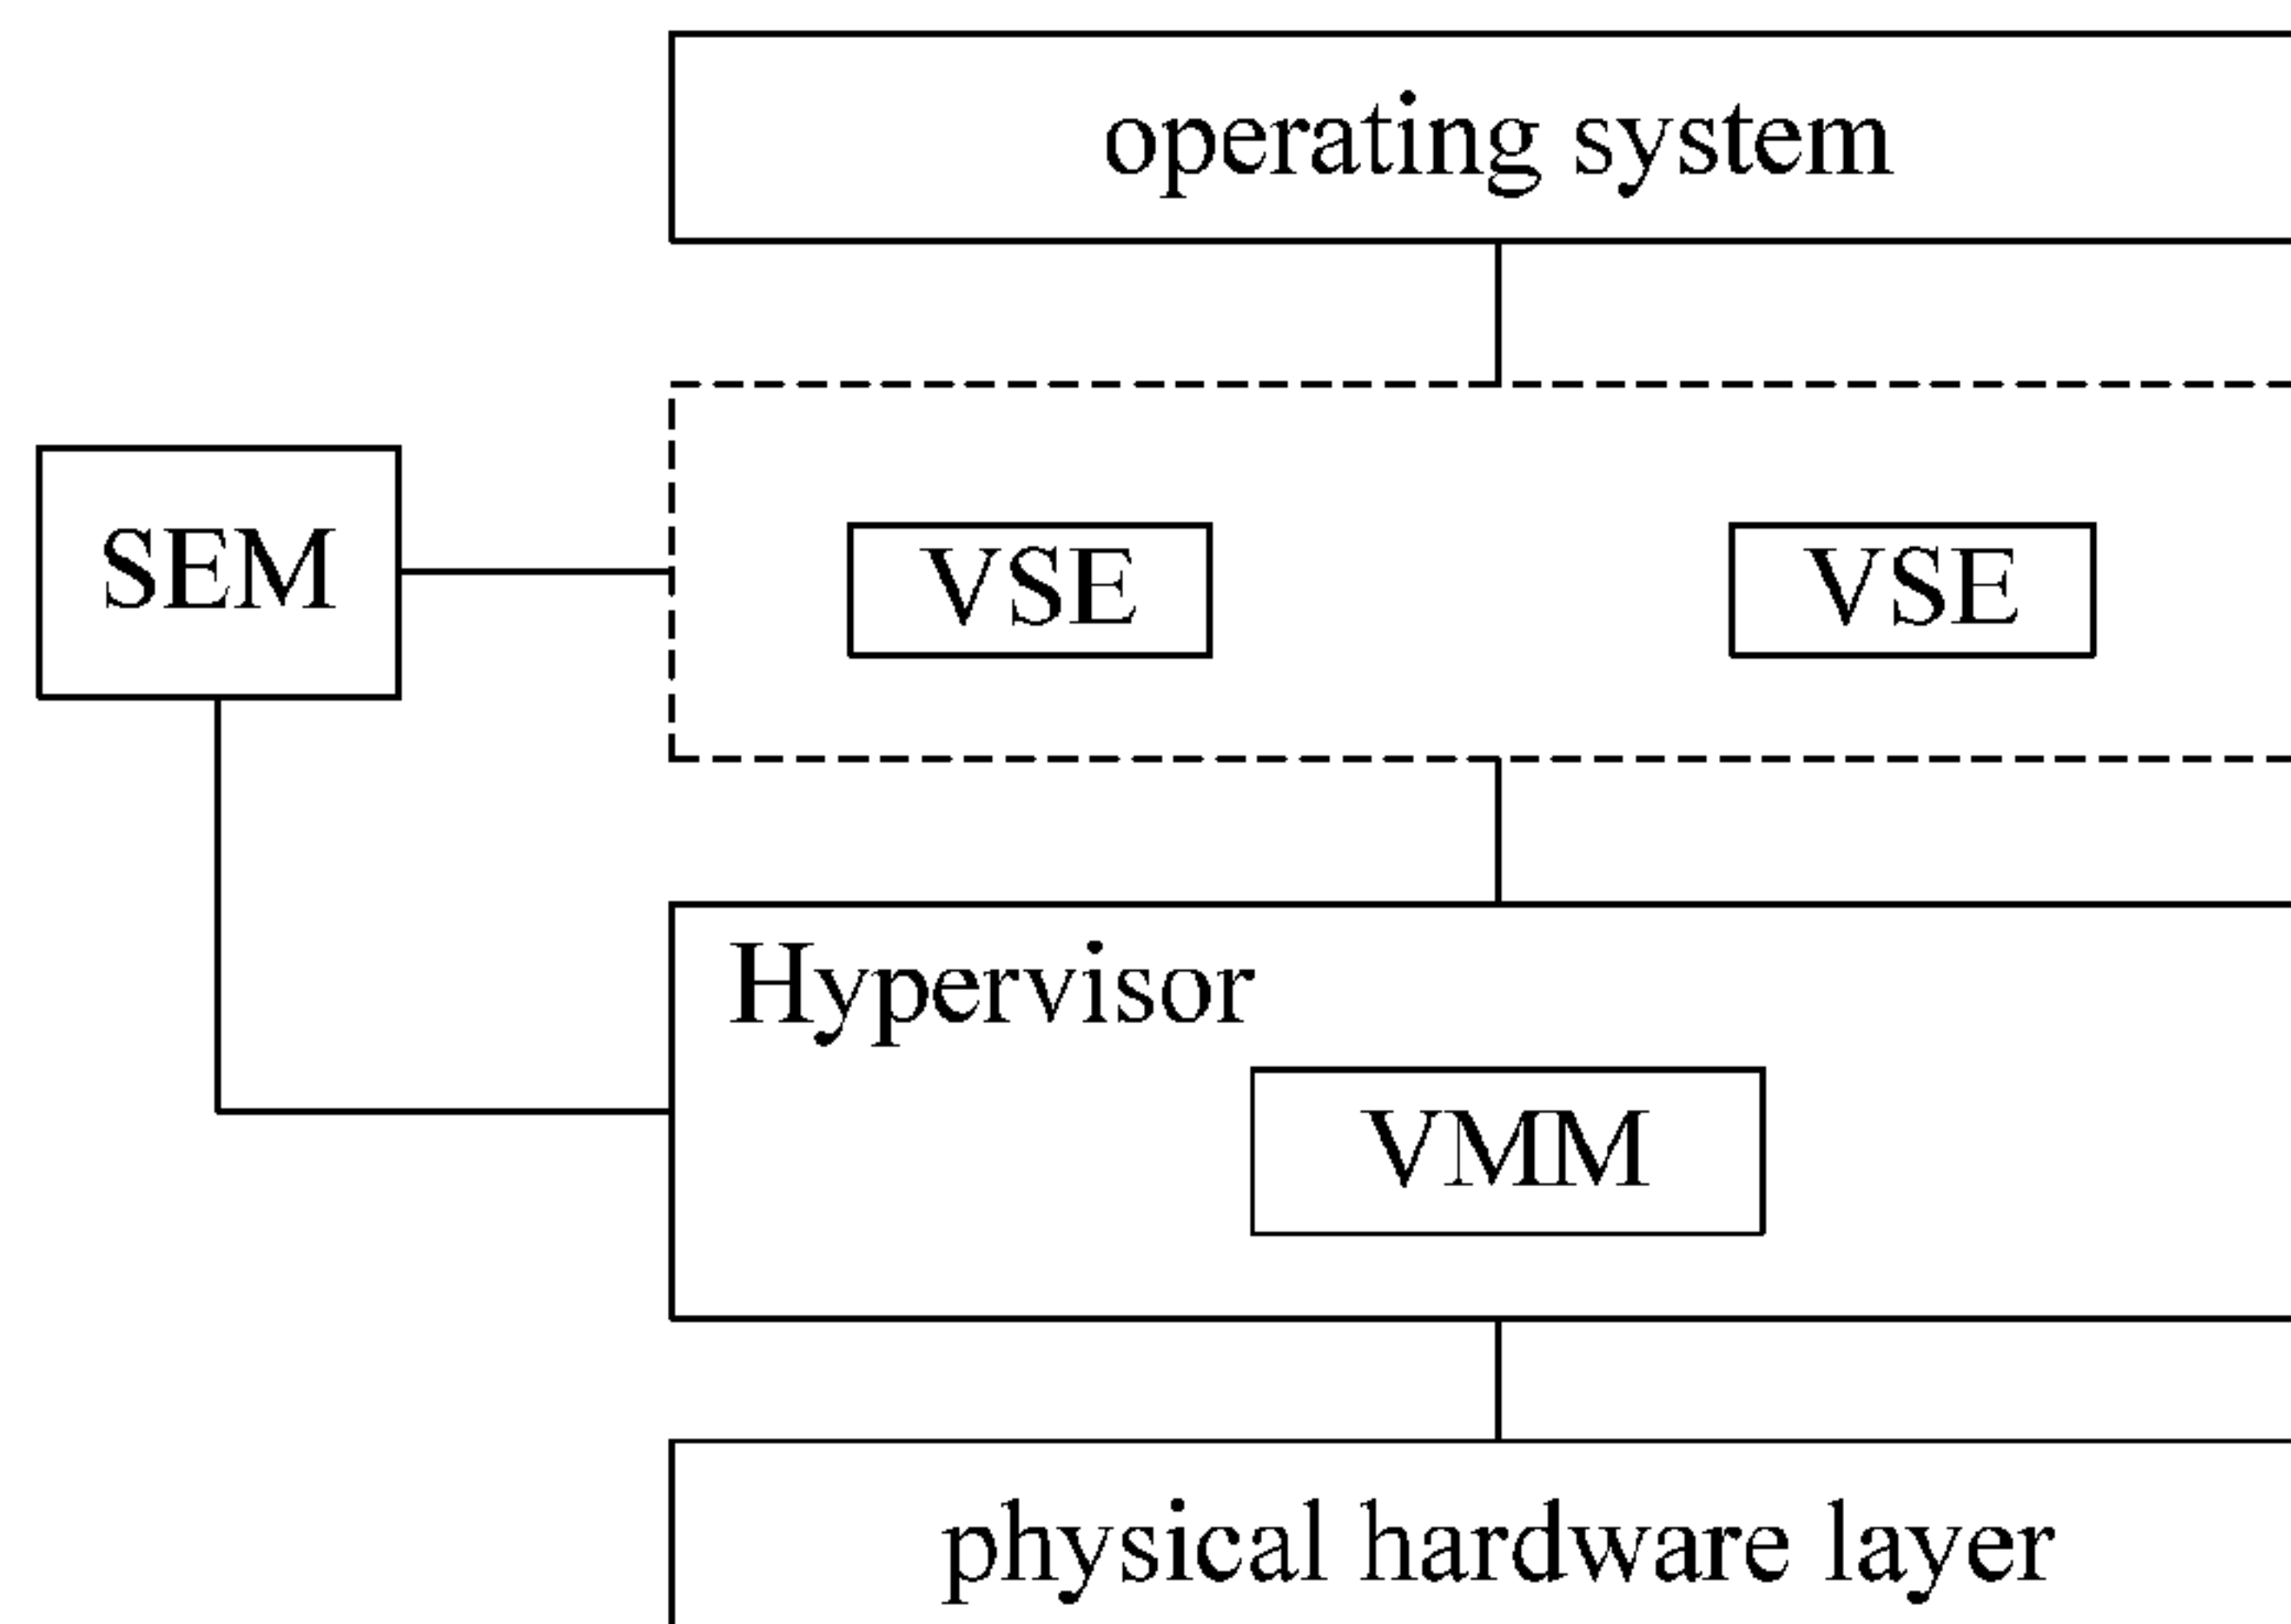 operating system
SEM
VSE
VSE
Hypervisor
VMM
physical hardware layer